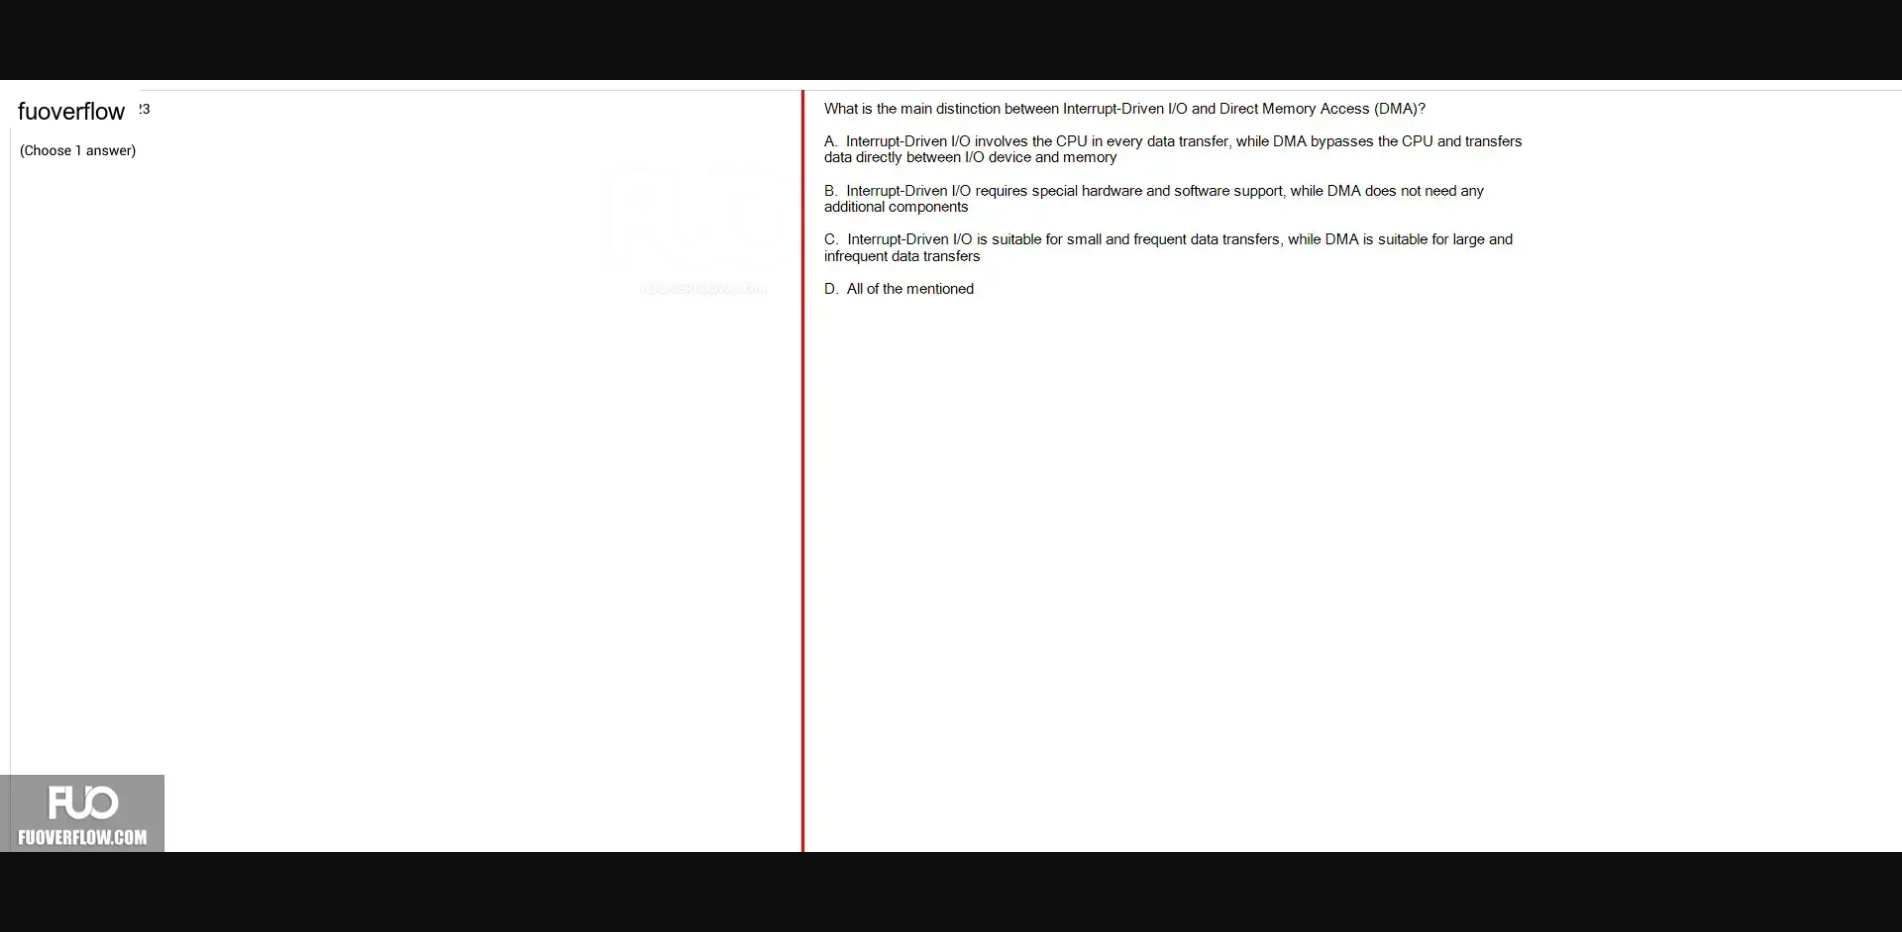 fuoverflow 23
(Choose 1 answer)
What is the main distinction between Interrupt-Driven I/O and Direct Memory Access (DMA)?
A. Interrupt-Driven I/O involves the CPU in every data transfer, while DMA bypasses the CPU and transfers
data directly between I/O device and memory
B. Interrupt-Driven I/O requires special hardware and software support, while DMA does not need any
additional components
C. Interrupt-Driven I/O is suitable for small and frequent data transfers, while DMA is suitable for large and
infrequent data transfers
D. All of the mentioned
FUO
FUOVERFLOW.COM
FUO
FUOVERFLOW.COM